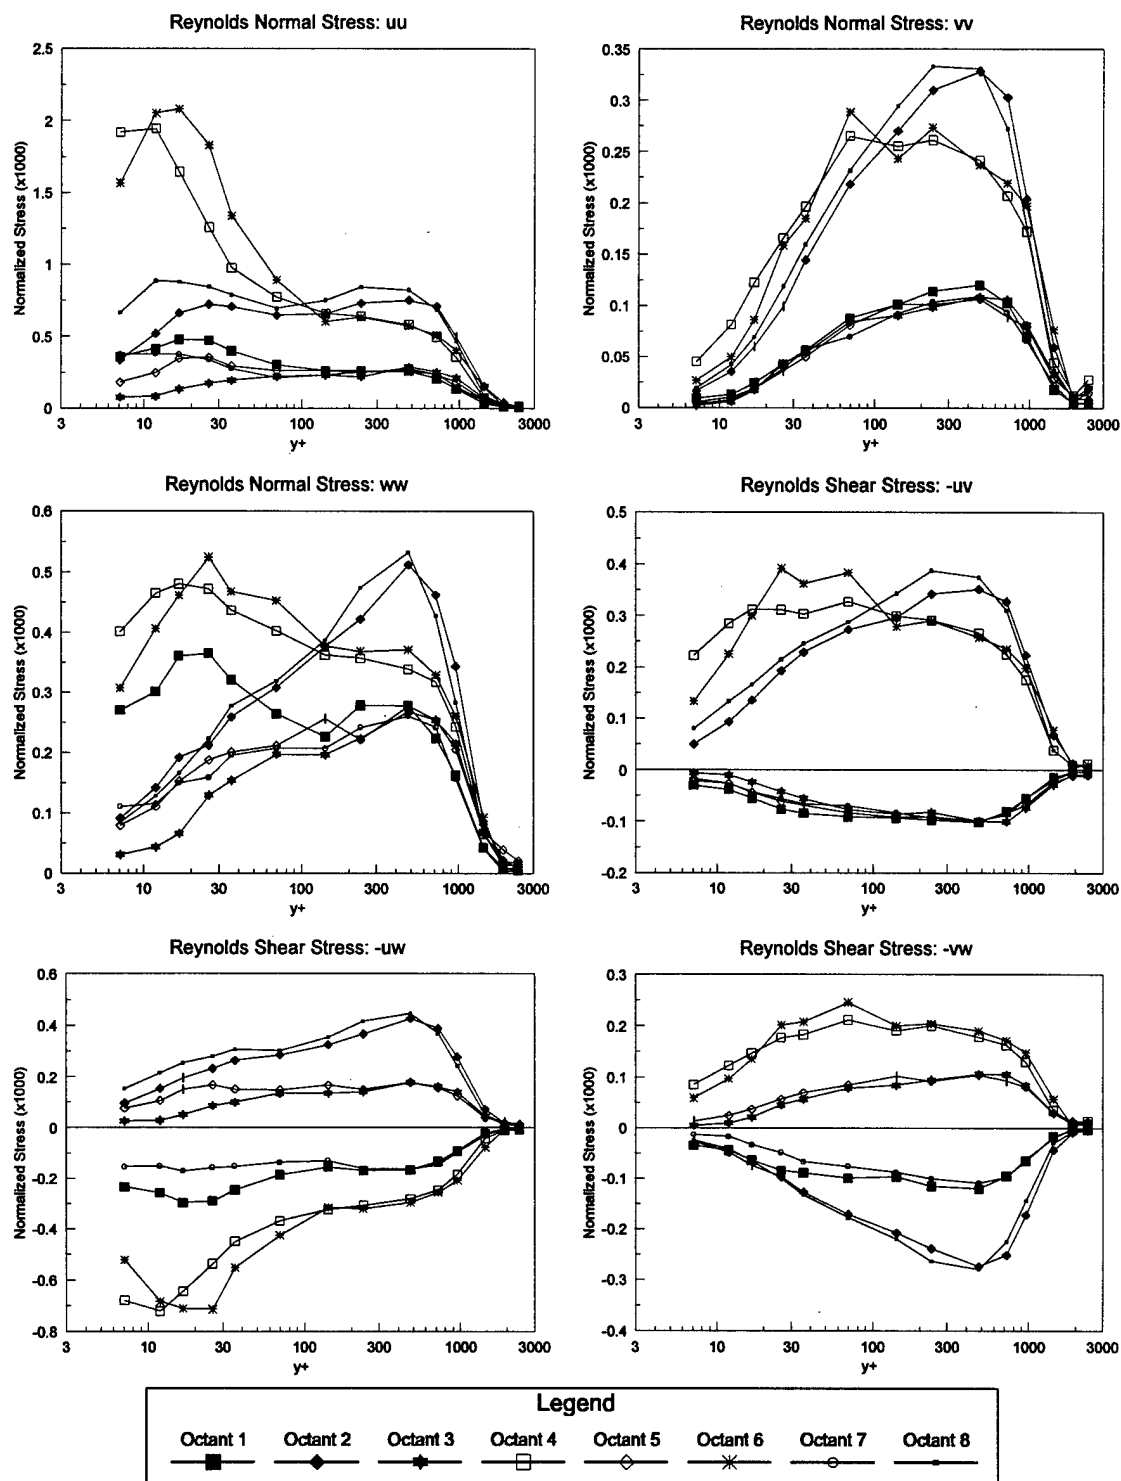 Reynolds Normal Stress: uu
Normalized Stress (x1000)
2.5
2
1.5
1
0.5
0
3 10 30 100 300 1000 3000
y+
Reynolds Normal Stress: vv
Normalized Stress (x1000)
0.35
0.3
0.25
0.2
0.15
0.1
0.05
0
3 10 30 100 300 1000 3000
y+
Reynolds Normal Stress: ww
Normalized Stress (x1000)
0.6
0.5
0.4
0.3
0.2
0.1
0
3 10 30 100 300 1000 3000
y+
Reynolds Shear Stress: -uv
Normalized Stress (x1000)
0.5
0.4
0.3
0.2
0.1
0
-0.1
-0.2
3 10 30 100 300 1000 3000
y+
Reynolds Shear Stress: -uw
Normalized Stress (x1000)
0.6
0.4
0.2
0
-0.2
-0.4
-0.6
-0.8
3 10 30 100 300 1000 3000
y+
Reynolds Shear Stress: -vw
Normalized Stress (x1000)
0.3
0.2
0.1
0
-0.1
-0.2
-0.3
-0.4
3 10 30 100 300 1000 3000
y+
Legend
Octant 1 Octant 2 Octant 3 Octant 4 Octant 5 Octant 6 Octant 7 Octant 8